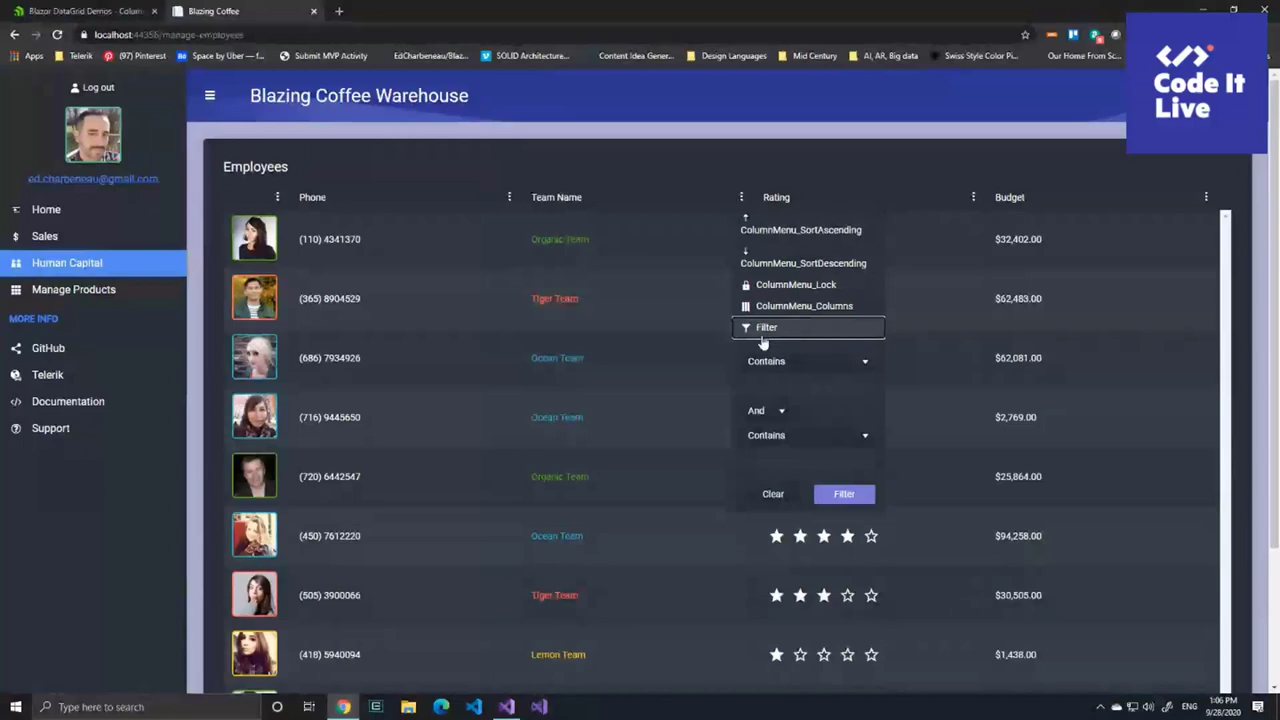 Blazor DataGrid Demos - Colum
Blazing Coffee
localhost:44355/manage-employees
Apps
Telerik
(97) Pinterest
Space by Uber — f...
Submit MVP Activity
EdCharbeneau/Blaz...
SOLID Architecture...
Content Idea Gener...
Design Languages
Mid Century
AI, AR, Big data
Swiss Style Color Pi...
Our Home From Sc...
Code It
Live
Log out
ed.charbeneau@gmail.com
Home
Sales
Human Capital
Manage Products
MORE INFO
GitHub
Telerik
Documentation
Support
Blazing Coffee Warehouse
Employees
Phone Team Name Rating Budget
(110) 4341370 Organic Team $32,402.00
(365) 8904529 Tiger Team $62,483.00
(686) 7934926 Ocean Team $62,081.00
(716) 9445650 Ocean Team $2,769.00
(720) 6442547 Organic Team $25,864.00
(450) 7612220 Ocean Team $94,258.00
(505) 3900066 Tiger Team $30,505.00
(418) 5940094 Lemon Team $1,438.00
ColumnMenu_SortAscending
ColumnMenu_SortDescending
ColumnMenu_Lock
ColumnMenu_Columns
Filter
Contains
And
Contains
Clear Filter
Type here to search
ENG
1:06 PM
9/28/2020